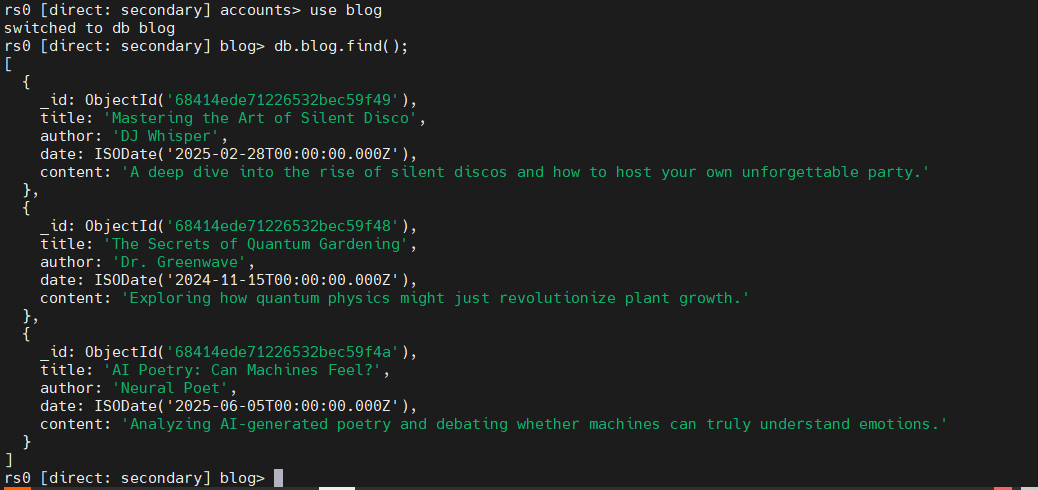 rs0 [direct: secondary] accounts> use blog
switched to db blog
rs0 [direct: secondary] blog> db.blog.find();
[
  {
    _id: ObjectId('68414ede71226532bec59f49'),
    title: 'Mastering the Art of Silent Disco',
    author: 'DJ Whisper',
    date: ISODate('2025-02-28T00:00:00.000Z'),
    content: 'A deep dive into the rise of silent discos and how to host your own unforgettable party.'
  },
  {
    _id: ObjectId('68414ede71226532bec59f48'),
    title: 'The Secrets of Quantum Gardening',
    author: 'Dr. Greenwave',
    date: ISODate('2024-11-15T00:00:00.000Z'),
    content: 'Exploring how quantum physics might just revolutionize plant growth.'
  },
  {
    _id: ObjectId('68414ede71226532bec59f4a'),
    title: 'AI Poetry: Can Machines Feel?',
    author: 'Neural Poet',
    date: ISODate('2025-06-05T00:00:00.000Z'),
    content: 'Analyzing AI-generated poetry and debating whether machines can truly understand emotions.'
  }
]
rs0 [direct: secondary] blog>